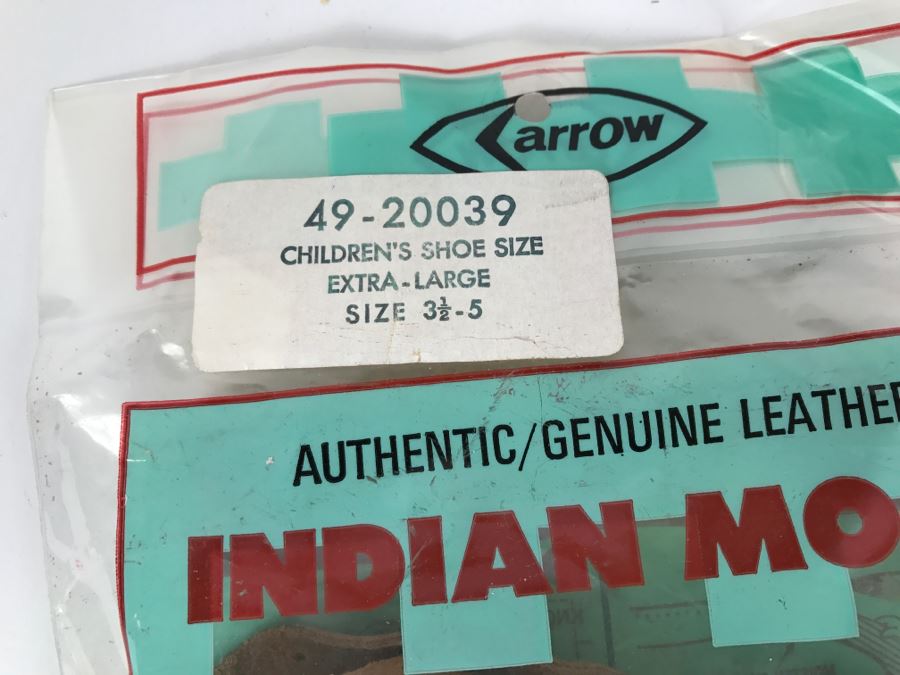 arrow
49-20039
CHILDREN'S SHOE SIZE
EXTRA-LARGE
SIZE 3½-5
AUTHENTIC/GENUINE LEATHER
INDIAN MO